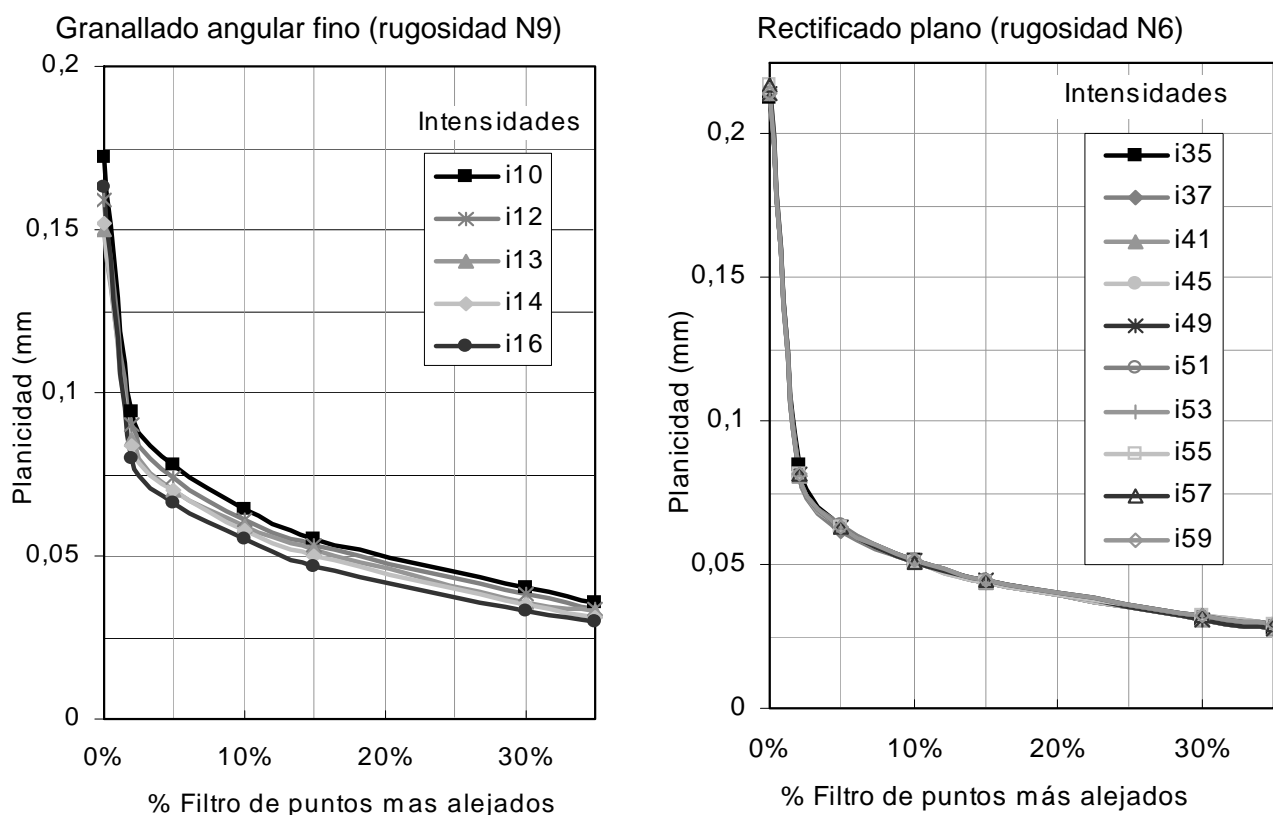 Granallado angular fino (rugosidad N9)
0,2
0,15
0,1
0,05
0
Planicidad (mm
Intensidades
i10
i12
i13
i14
i16
0%
10%
20%
30%
% Filtro de puntos mas alejados
Rectificado plano (rugosidad N6)
0,2
0,15
0,1
0,05
0
Planicidad (mm)
Intensidades
i35
i37
i41
i45
i49
i51
i53
i55
i57
i59
0%
10%
20%
30%
% Filtro de puntos más alejados